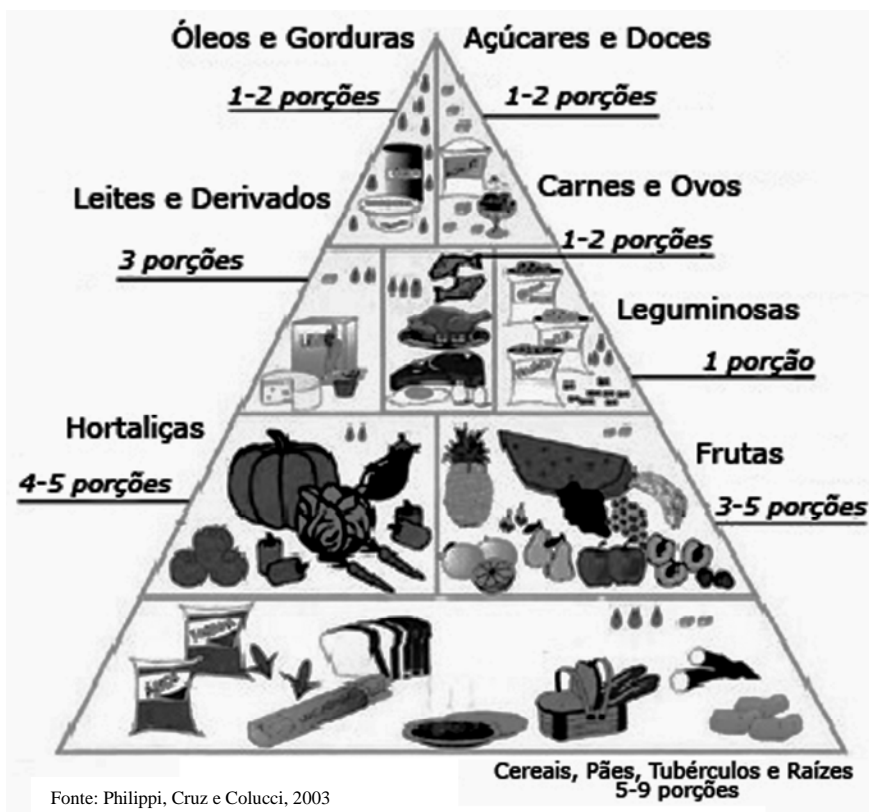 Óleos e Gorduras
Açúcares e Doces
1-2 porções
1-2 porções
Leites e Derivados
Carnes e Ovos
3 porções
1-2 porções
Leguminosas
1 porção
Hortaliças
Frutas
4-5 porções
3-5 porções
Cereais, Pães, Tubérculos e Raízes
5-9 porções
Fonte: Philippi, Cruz e Colucci, 2003